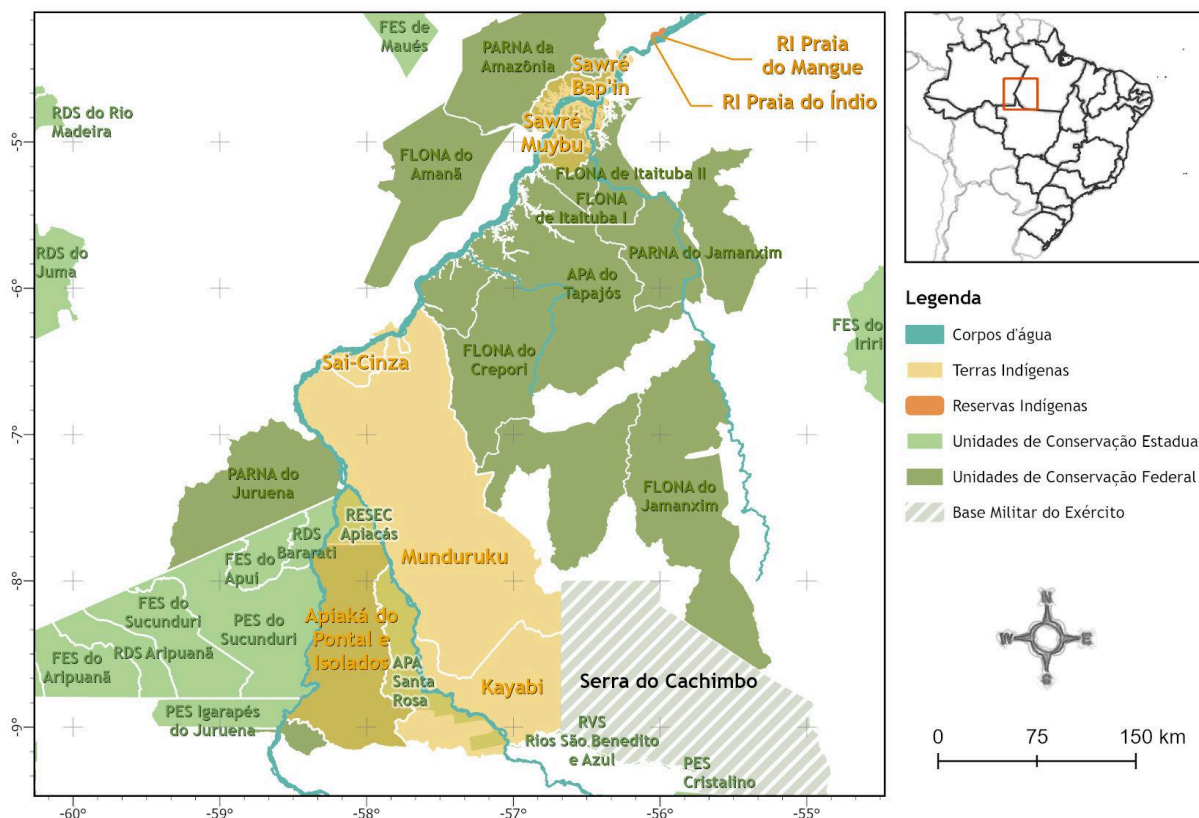 FES de
Maués
PARNA da
Amazônia
Sawré
Bap'in
RI Praia
do Mangue
RI Praia do Índio
RDS do Rio
Madeira
Sawré
Muybu
FLONA do
Amanã
FLONA de Itaituba II
FLONA
de Itaituba I
RDS do
Juma
PARNA do Jamanxim
APA do
Tapajós
FES do
Iriri
Sai-Cinza
FLONA do
Crepori
PARNA do
Juruena
FLONA do
Jamanxim
RESEC
Apiacás
RDS
Bararati
FES do
Apuí
Munduruku
FES do
Sucunduri
PES do
Sucunduri
Apiaká do
Pontal e
Isolados
RDS Aripuanã
FES do
Aripuanã
APA
Santa
Rosa
Kayabi
Serra do Cachimbo
PES Igarapés
do Juruena
RVS
Rios São Benedito
e Azul
PES
Cristalino
-5°
-6°
-7°
-8°
-9°
-60°
-59°
-58°
-57°
-56°
-55°
Legenda
Corpos d'água
Terras Indígenas
Reservas Indígenas
Unidades de Conservação Estadua
Unidades de Conservação Federal
Base Militar do Exército
N
W
E
S
0
75
150 km